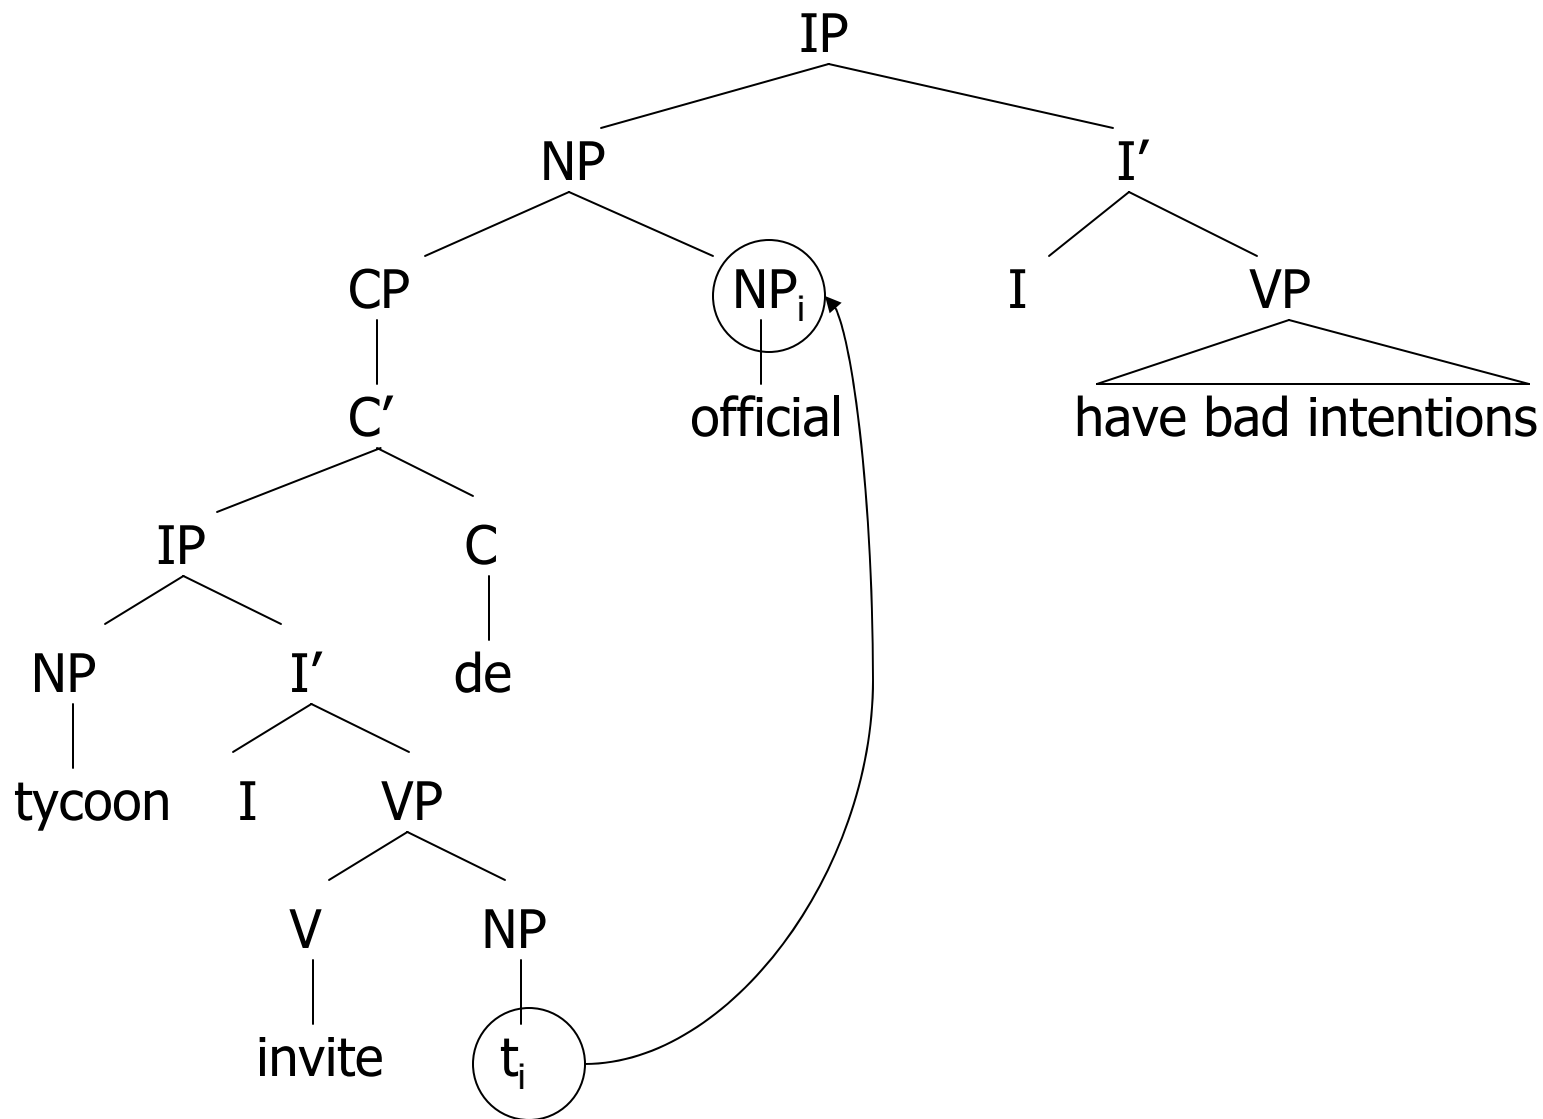 IP
NP I′
CP NPi I VP
C′ official have bad intentions
IP C
NP I′ de
tycoon I VP
V NP
invite ti